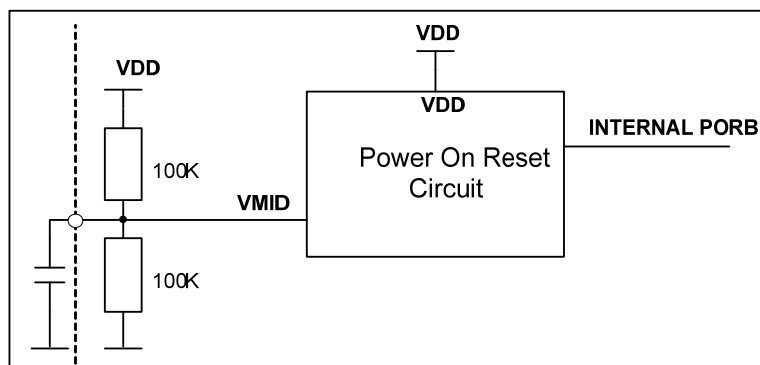 VDD
VDD
VDD
INTERNAL PORB
Power On Reset
Circuit
100K
VMID
100K